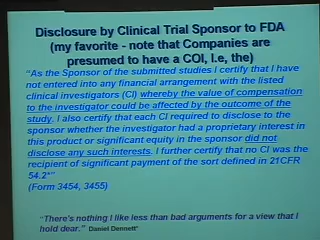 Disclosure by Clinical Trial Sponsor to FDA
(my favorite - note that Companies are
presumed to have a COI, I.e, the)
"As the Sponsor of the submitted studies I certify that I have
not entered into any financial arrangement with the listed
clinical investigators (CI) whereby the value of compensation
to the investigator could be affected by the outcome of the
study. I also certify that each CI required to disclose to the
sponsor whether the investigator had a proprietary interest in
this product or significant equity in the sponsor did not
disclose any such interests. I further certify that no CI was the
recipient of significant payment of the sort defined in 21CFR
54.2*"
(Form 3454, 3455)
"There's nothing I like less than bad arguments for a view that I
hold dear." Daniel Dennett*